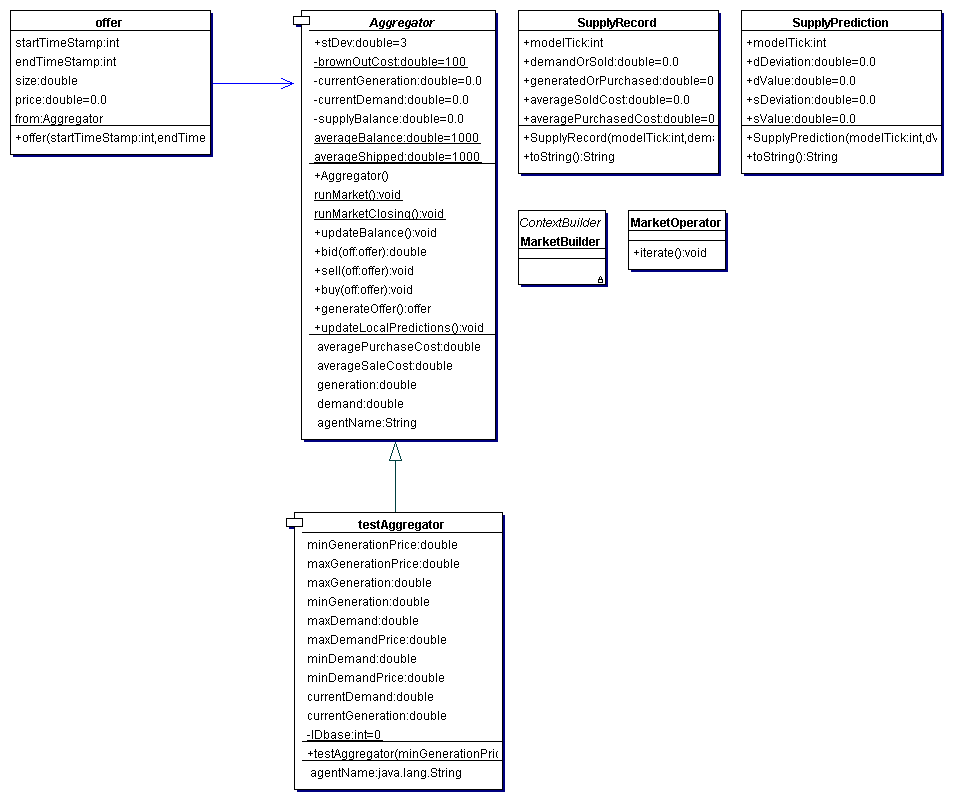 offer
startTimeStamp:int
endTimeStamp:int
size:double
price:double=0.0
from:Aggregator
+offer(startTimeStamp:int,endTime
Aggregator
+stDev:double=3
-brownOutCost:double=100
-currentGeneration:double=0.0
-currentDemand:double=0.0
-supplyBalance:double=0.0
averageBalance:double=1000
averageShipped:double=1000
+Aggregator()
runMarket():void
runMarketClosing():void
+updateBalance():void
+bid(off:offer):double
+sell(off:offer):void
+buy(off:offer):void
+generateOffer():offer
+updateLocalPredictions():void
averagePurchaseCost:double
averageSaleCost:double
generation:double
demand:double
agentName:String
SupplyRecord
+modelTick:int
+demandOrSold:double=0.0
+generatedOrPurchased:double=0
+averageSoldCost:double=0.0
+averagePurchasedCost:double=0
+SupplyRecord(modelTick:int,dema
+toString():String
SupplyPrediction
+modelTick:int
+dDeviation:double=0.0
+dValue:double=0.0
+sDeviation:double=0.0
+sValue:double=0.0
+SupplyPrediction(modelTick:int,dV
+toString():String
ContextBuilder
MarketBuilder
MarketOperator
+iterate():void
testAggregator
minGenerationPrice:double
maxGenerationPrice:double
maxGeneration:double
minGeneration:double
maxDemand:double
maxDemandPrice:double
minDemand:double
minDemandPrice:double
currentDemand:double
currentGeneration:double
-IDbase:int=0
+testAggregator(minGenerationPric
agentName:java.lang.String